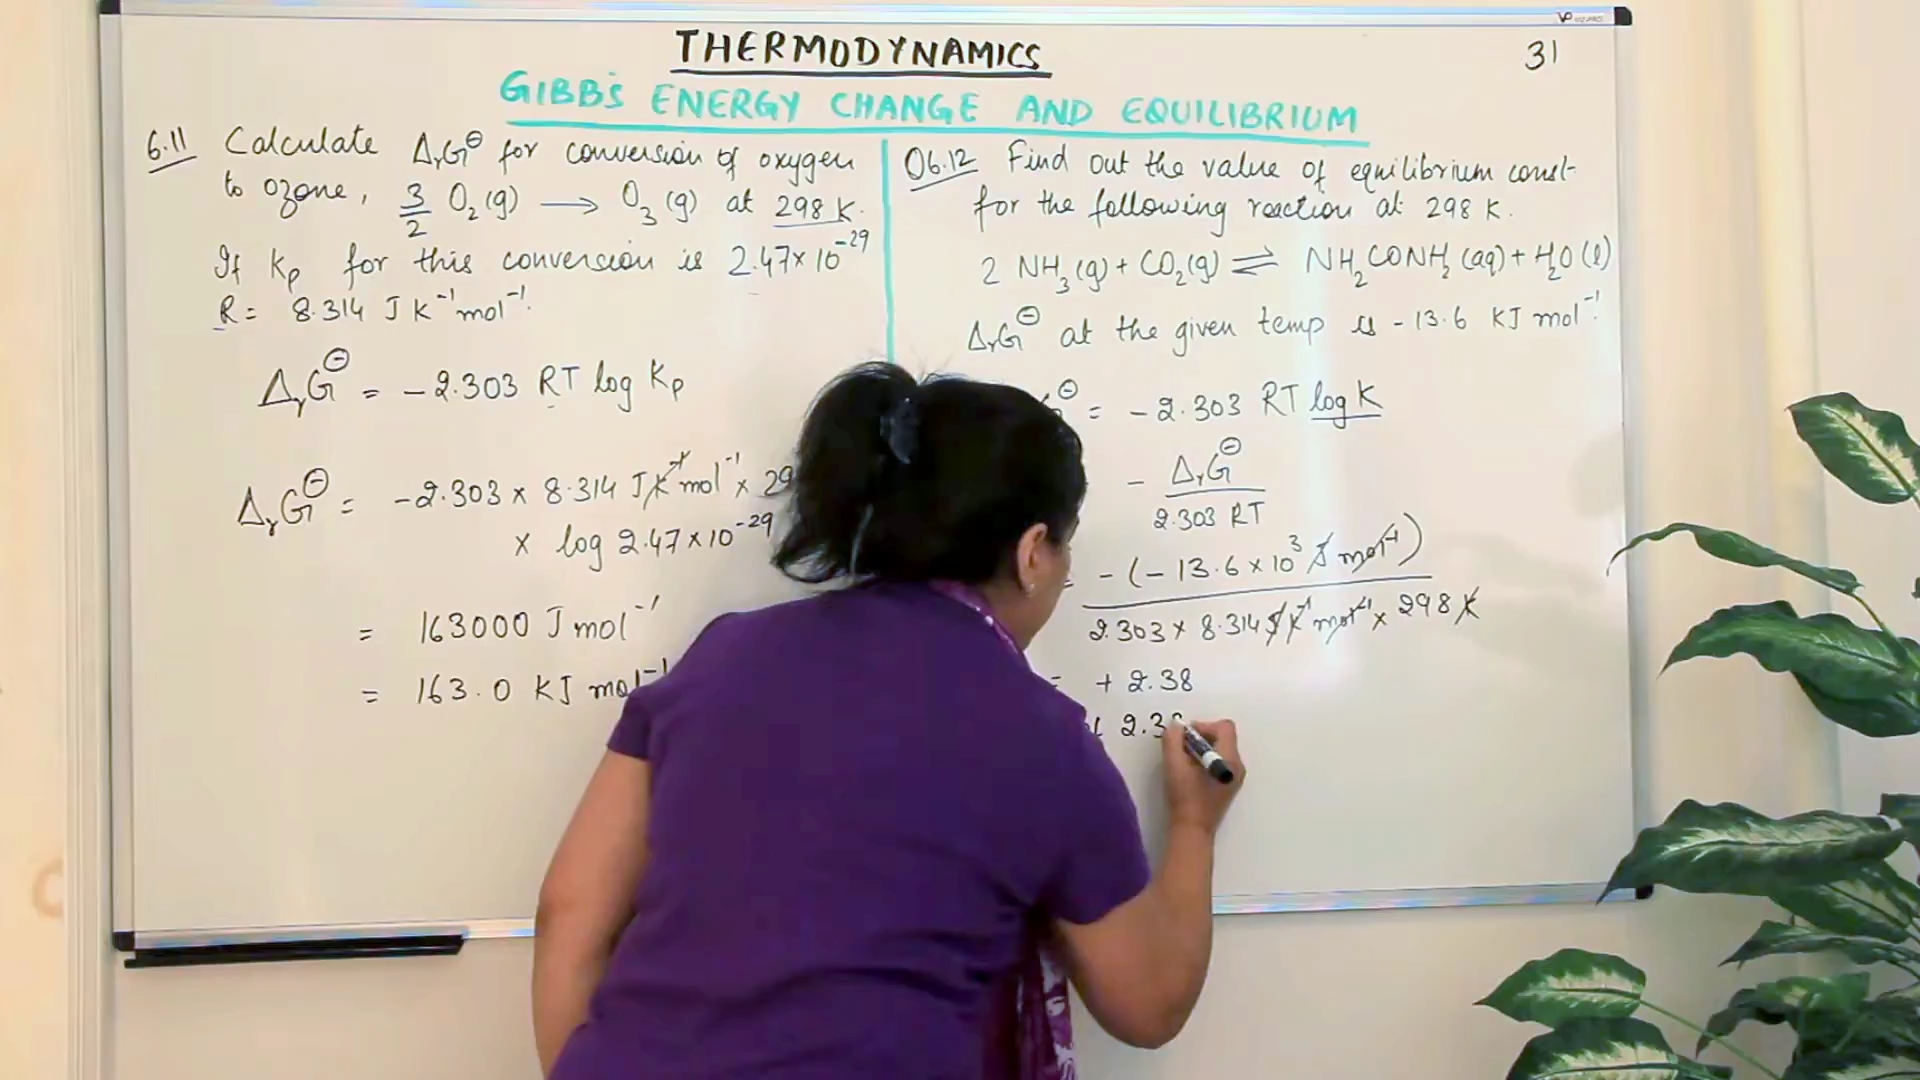 THERMODYNAMICS
31
GIBB'S ENERGY CHANGE AND EQUILIBRIUM
6.11 Calculate ΔrG⊖ for conversion of oxygen
to ozone, 3/2 O₂(g) → O₃(g) at 298 K.
If Kp for this conversion is 2.47×10⁻²⁹
R = 8.314 J K⁻¹ mol⁻¹.
ΔrG⊖ = −2.303 RT log Kp
ΔrG⊖ = −2.303 × 8.314 J K⁻¹ mol⁻¹ × 29
× log 2.47×10⁻²⁹
= 163000 J mol⁻¹
= 163.0 KJ mol⁻¹
Q6.12 Find out the value of equilibrium const-
for the following reaction at 298 K.
2 NH₃(g) + CO₂(g) ⇌ NH₂CONH₂(aq) + H₂O(l)
ΔrG⊖ at the given temp is −13.6 KJ mol⁻¹.
⊖ = −2.303 RT log K
− ΔrG⊖ / 2.303 RT
= −(−13.6 × 10³ J mol⁻¹) / 2.303 × 8.314 J K⁻¹ mol⁻¹ × 298 K
= + 2.38
2.3